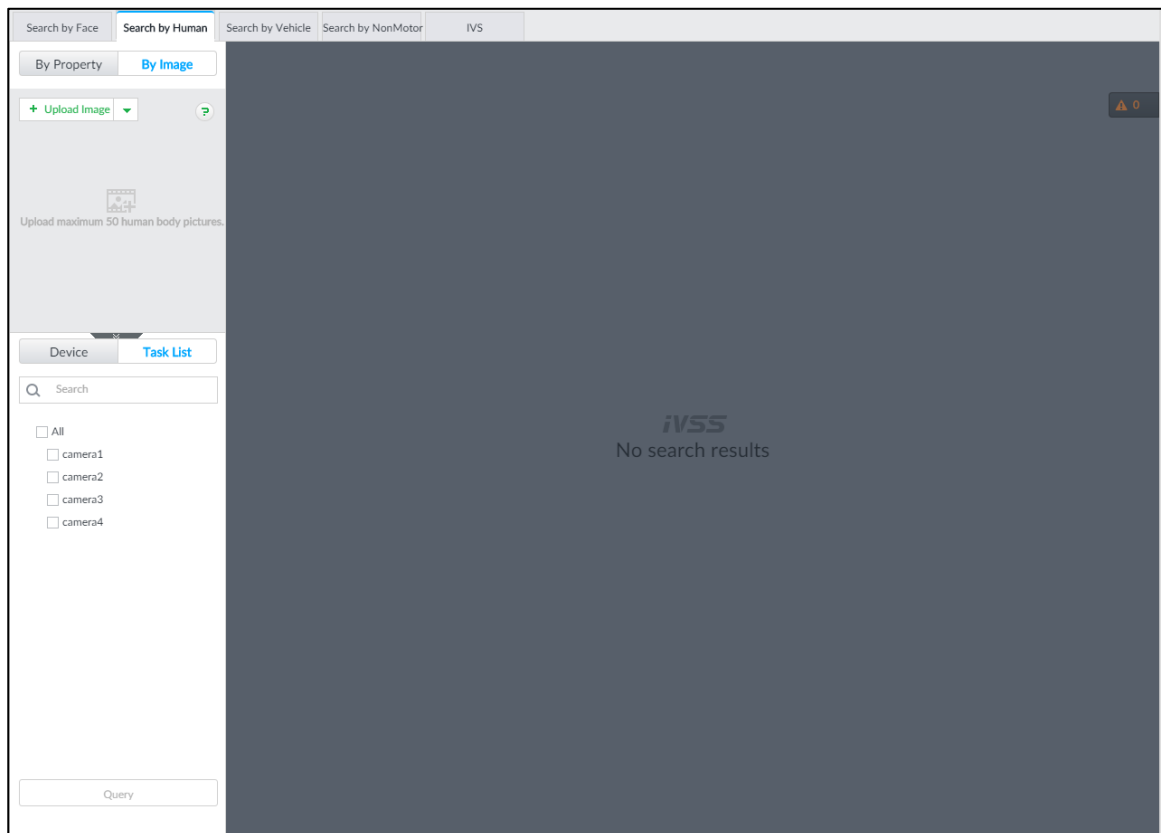 Search by Face Search by Human Search by Vehicle Search by NonMotor IVS
By Property By Image
+ Upload Image ?
0
Upload maximum 50 human body pictures.
Device Task List
Search
All
camera1
camera2
camera3
camera4
iVSS
No search results
Query